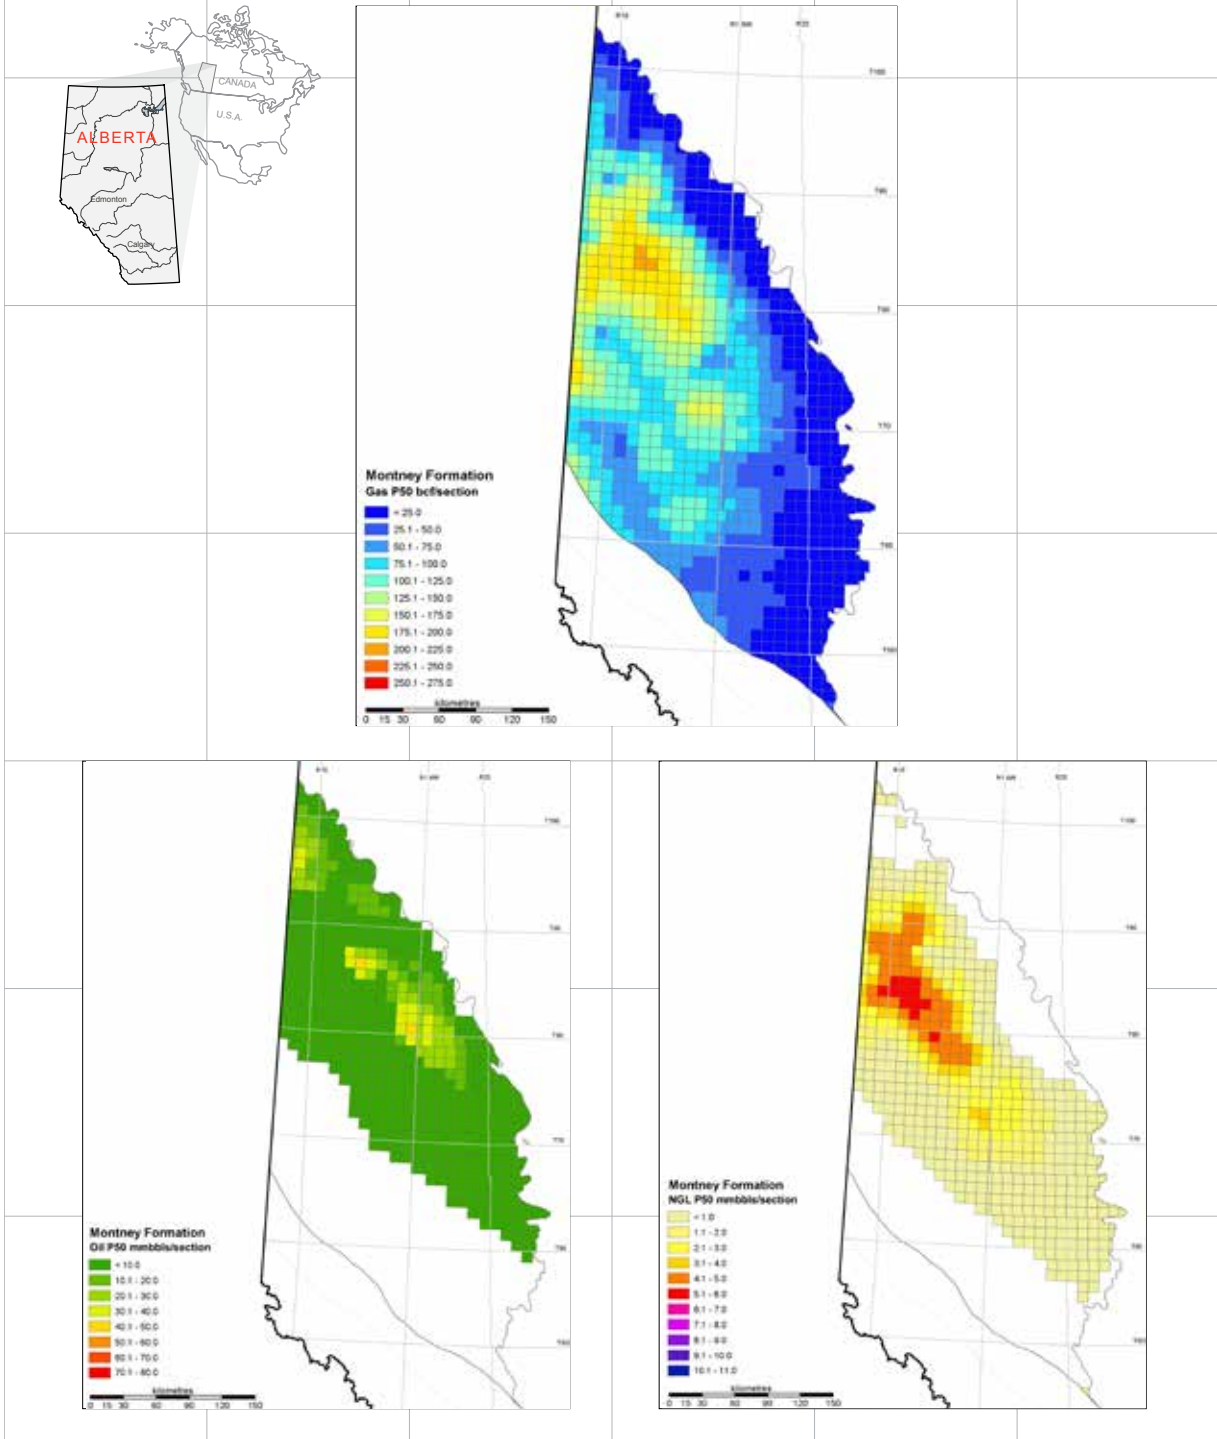 CANADA
U.S.A.
ALBERTA
Edmonton
Calgary
Montney Formation
Gas P50 bcf/section
< 25.0
25.1 - 50.0
50.1 - 75.0
75.1 - 100.0
100.1 - 125.0
125.1 - 150.0
150.1 - 175.0
175.1 - 200.0
200.1 - 225.0
225.1 - 250.0
250.1 - 275.0
kilometres
0 15 30 60 90 120 150
Montney Formation
Oil P50 mmbbls/section
< 10.0
10.1 - 20.0
20.1 - 30.0
30.1 - 40.0
40.1 - 50.0
50.1 - 60.0
60.1 - 70.0
70.1 - 80.0
kilometres
0 15 30 60 90 120 150
Montney Formation
NGL P50 mmbbls/section
< 1.0
1.1 - 2.0
2.1 - 3.0
3.1 - 4.0
4.1 - 5.0
5.1 - 6.0
6.1 - 7.0
7.1 - 8.0
8.1 - 9.0
9.1 - 10.0
10.1 - 11.0
kilometres
0 15 30 60 90 120 150